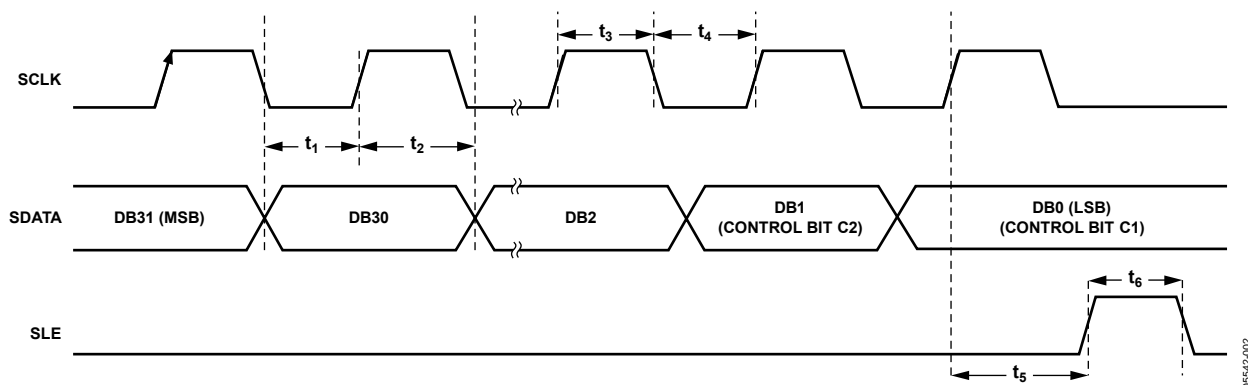 t3
t4
SCLK
t1
t2
SDATA
DB31 (MSB)
DB30
DB2
DB1
(CONTROL BIT C2)
DB0 (LSB)
(CONTROL BIT C1)
t6
SLE
t5